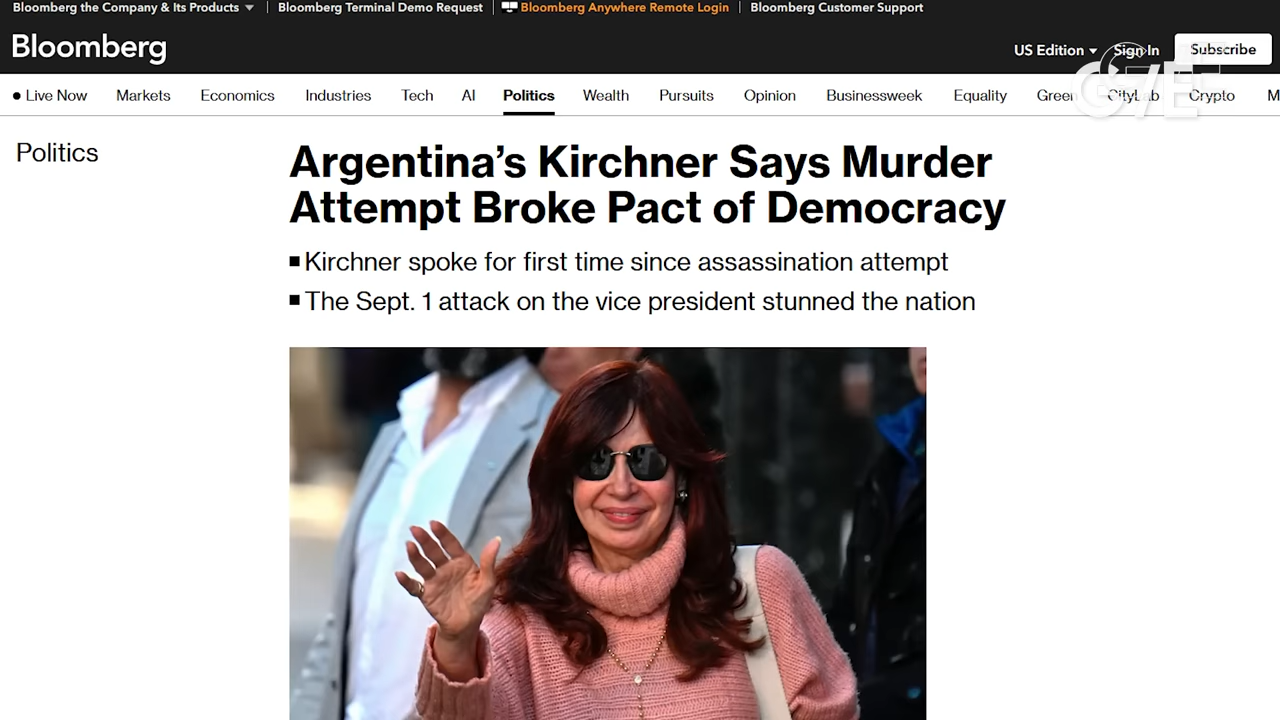 Bloomberg the Company & Its Products
Bloomberg Terminal Demo Request
Bloomberg Anywhere Remote Login
Bloomberg Customer Support
Bloomberg
US Edition
Sign In
Subscribe
Live Now
Markets
Economics
Industries
Tech
AI
Politics
Wealth
Pursuits
Opinion
Businessweek
Equality
Green
CityLab
Crypto
M
Politics
Argentina’s Kirchner Says Murder
Attempt Broke Pact of Democracy
Kirchner spoke for first time since assassination attempt
The Sept. 1 attack on the vice president stunned the nation